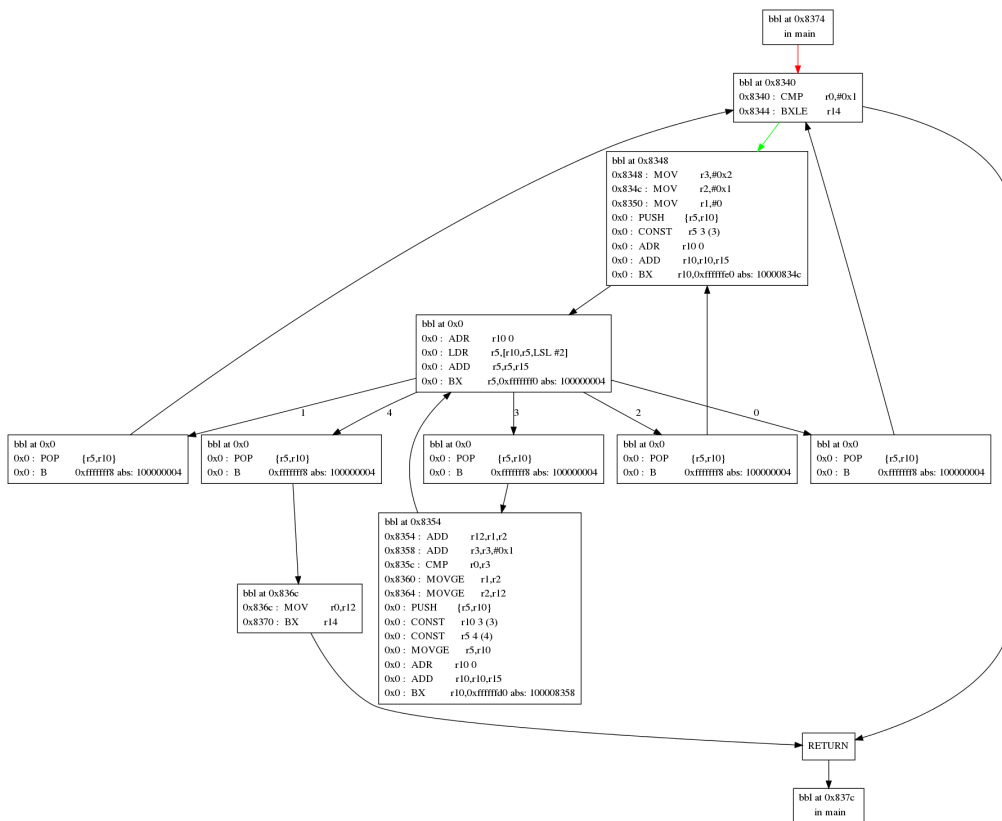 bbl at 0x8374
in main
bbl at 0x8340
0x8340 : CMP r0,#0x1
0x8344 : BXLE r14
bbl at 0x8348
0x8348 : MOV r3,#0x2
0x834c : MOV r2,#0x1
0x8350 : MOV r1,#0
0x0 : PUSH {r5,r10}
0x0 : CONST r5 3 (3)
0x0 : ADR r10 0
0x0 : ADD r10,r10,r15
0x0 : BX r10,0xffffffe0 abs: 10000834c
bbl at 0x0
0x0 : ADR r10 0
0x0 : LDR r5,[r10,r5,LSL #2]
0x0 : ADD r5,r5,r15
0x0 : BX r5,0xfffffff0 abs: 100000004
1
4
3
2
0
bbl at 0x0
0x0 : POP {r5,r10}
0x0 : B 0xfffffff8 abs: 100000004
bbl at 0x0
0x0 : POP {r5,r10}
0x0 : B 0xfffffff8 abs: 100000004
bbl at 0x0
0x0 : POP {r5,r10}
0x0 : B 0xfffffff8 abs: 100000004
bbl at 0x0
0x0 : POP {r5,r10}
0x0 : B 0xfffffff8 abs: 100000004
bbl at 0x0
0x0 : POP {r5,r10}
0x0 : B 0xfffffff8 abs: 100000004
bbl at 0x8354
0x8354 : ADD r12,r1,r2
0x8358 : ADD r3,r3,#0x1
0x835c : CMP r0,r3
0x8360 : MOVGE r1,r2
0x8364 : MOVGE r2,r12
0x0 : PUSH {r5,r10}
0x0 : CONST r10 3 (3)
0x0 : CONST r5 4 (4)
0x0 : MOVGE r5,r10
0x0 : ADR r10 0
0x0 : ADD r10,r10,r15
0x0 : BX r10,0xffffffd0 abs: 100008358
bbl at 0x836c
0x836c : MOV r0,r12
0x8370 : BX r14
RETURN
bbl at 0x837c
in main